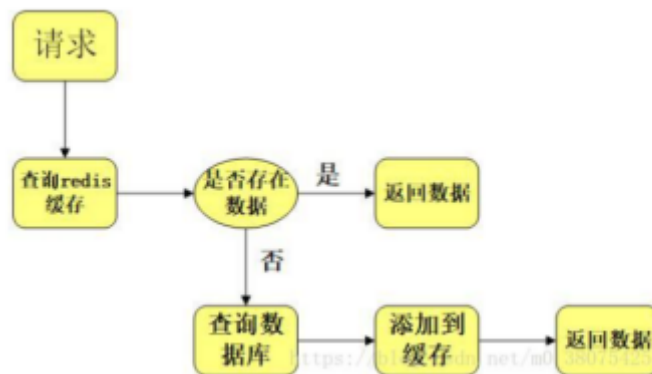 请求
查询redis
缓存
是否存在
数据
是
返回数据
否
查询数
据库
添加到
缓存
返回数据